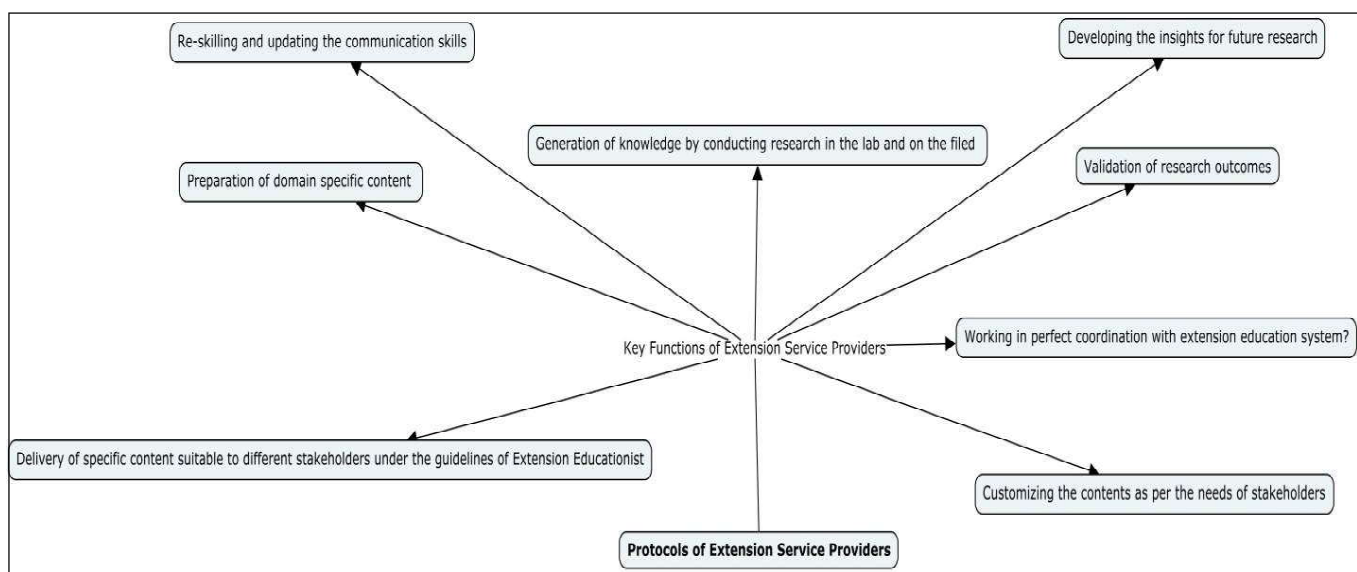 Re-skilling and updating the communication skills
Developing the insights for future research
Generation of knowledge by conducting research in the lab and on the filed
Preparation of domain specific content
Validation of research outcomes
Key Functions of Extension Service Providers
Working in perfect coordination with extension education system?
Delivery of specific content suitable to different stakeholders under the guidelines of Extension Educationist
Customizing the contents as per the needs of stakeholders
Protocols of Extension Service Providers